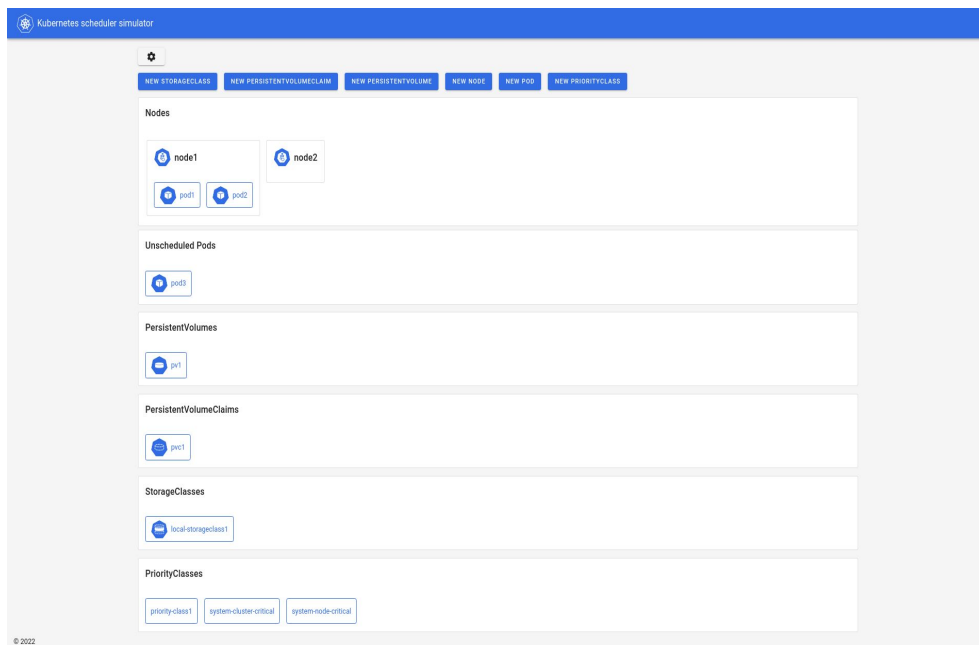 Kubernetes scheduler simulator
NEW STORAGECLASS NEW PERSISTENTVOLUMECLAIM NEW PERSISTENTVOLUME NEW NODE NEW POD NEW PRIORITYCLASS
Nodes
node1 node2
pod1 pod2
Unscheduled Pods
pod3
PersistentVolumes
pv1
PersistentVolumeClaims
pvc1
StorageClasses
local-storageclass1
PriorityClasses
priority-class1 system-cluster-critical system-node-critical
© 2022